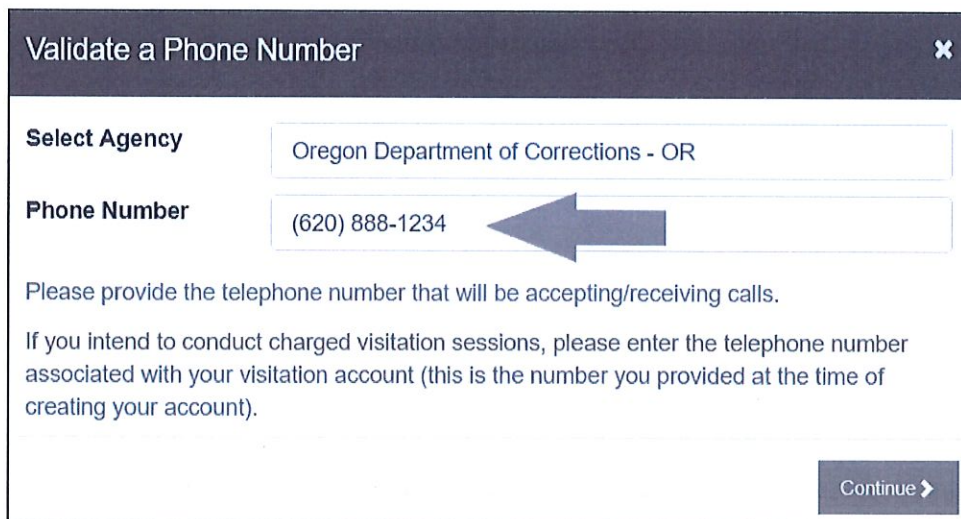 Validate a Phone Number ×
Select Agency Oregon Department of Corrections - OR
Phone Number (620) 888-1234
Please provide the telephone number that will be accepting/receiving calls.
If you intend to conduct charged visitation sessions, please enter the telephone number
associated with your visitation account (this is the number you provided at the time of
creating your account).
Continue